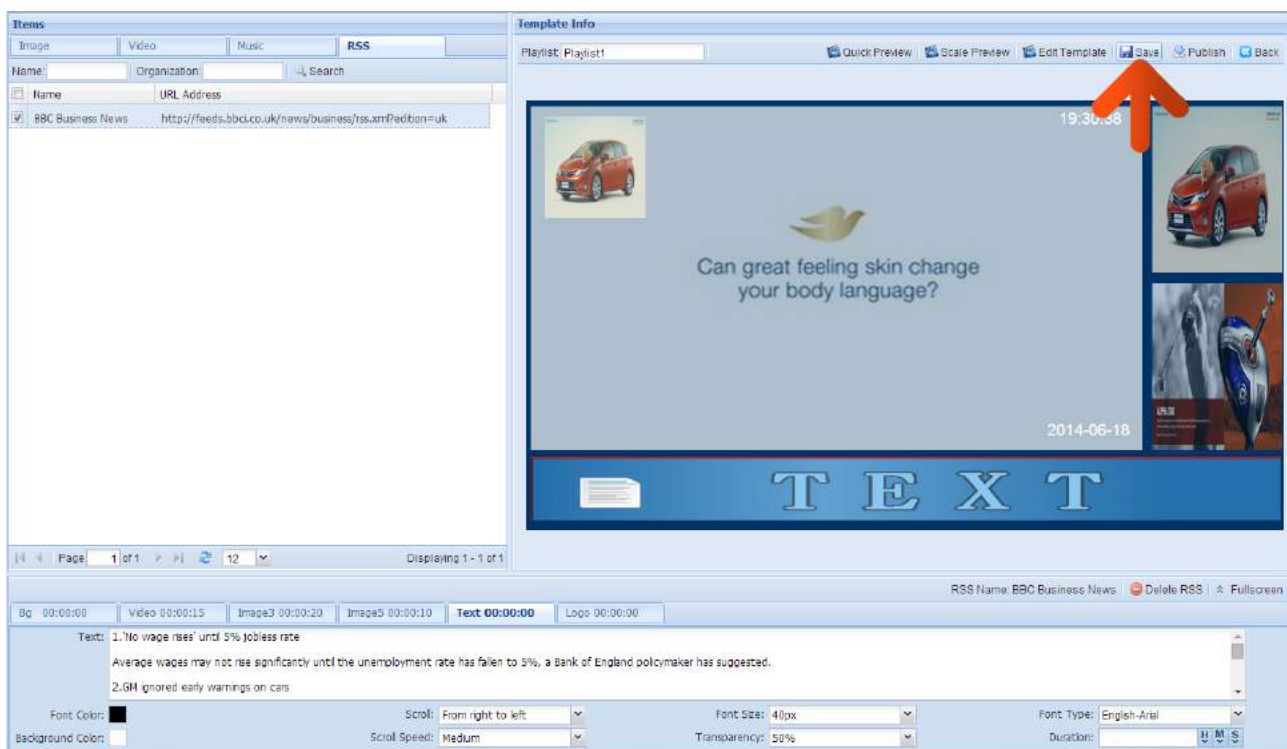 Items
Image Video Music RSS
Name: Organization: Search
Name URL Address
BBC Business News http://feeds.bbci.co.uk/news/business/rss.xml?edition=uk
Page 1 of 1 12 Displaying 1 - 1 of 1
Template Info
Playlist: Playlist1 Quick Preview Scale Preview Edit Template Save Publish Back
19:30:38
Can great feeling skin change
your body language?
2014-06-18
TEXT
RSS Name: BBC Business News Delete RSS Fullscreen
Bg 00:00:00 Video 00:00:15 Image3 00:00:20 Image5 00:00:10 Text 00:00:00 Logo 00:00:00
Text: 1.'No wage rises' until 5% jobless rate
Average wages may not rise significantly until the unemployment rate has fallen to 5%, a Bank of England policymaker has suggested.
2.GM ignored early warnings on cars
Font Color: Scroll: From right to left Font Size: 40px Font Type: English-Arial
Background Color: Scroll Speed: Medium Transparency: 50% Duration: H M S